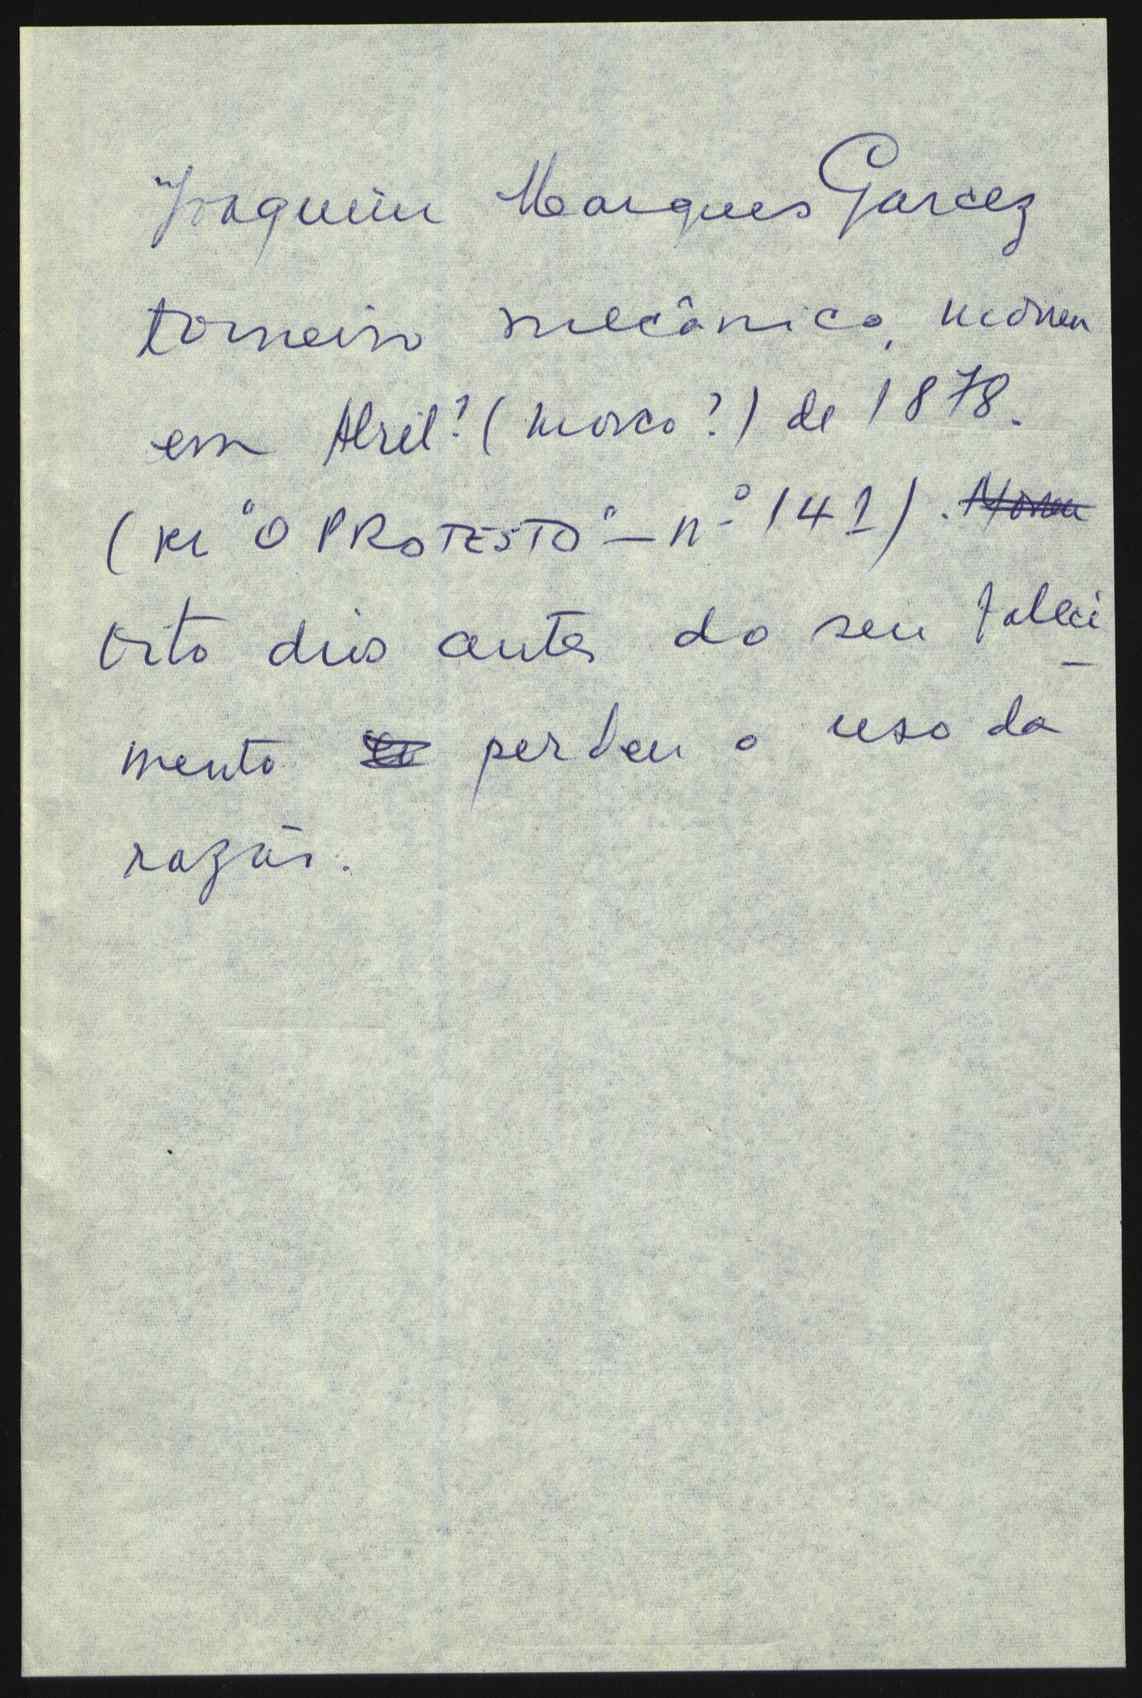 Joaquim Marques Garcez
torneiro mecânico, morreu
em Abril? (março?) de 1878.
("O PROTESTO" – nº 141).
Oito dias antes do seu faleci
mento perdeu o uso da
razão.